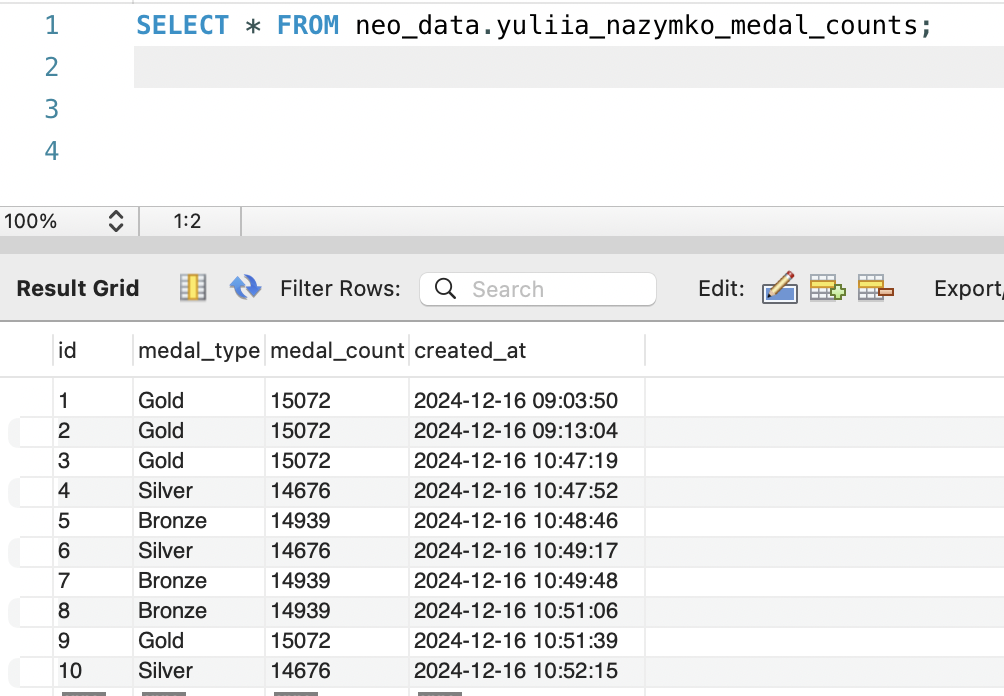 1 SELECT * FROM neo_data.yuliia_nazymko_medal_counts;
2
3
4
100% 1:2
Result Grid Filter Rows: Search Edit: Export/
id medal_type medal_count created_at
1 Gold 15072 2024-12-16 09:03:50
2 Gold 15072 2024-12-16 09:13:04
3 Gold 15072 2024-12-16 10:47:19
4 Silver 14676 2024-12-16 10:47:52
5 Bronze 14939 2024-12-16 10:48:46
6 Silver 14676 2024-12-16 10:49:17
7 Bronze 14939 2024-12-16 10:49:48
8 Bronze 14939 2024-12-16 10:51:06
9 Gold 15072 2024-12-16 10:51:39
10 Silver 14676 2024-12-16 10:52:15